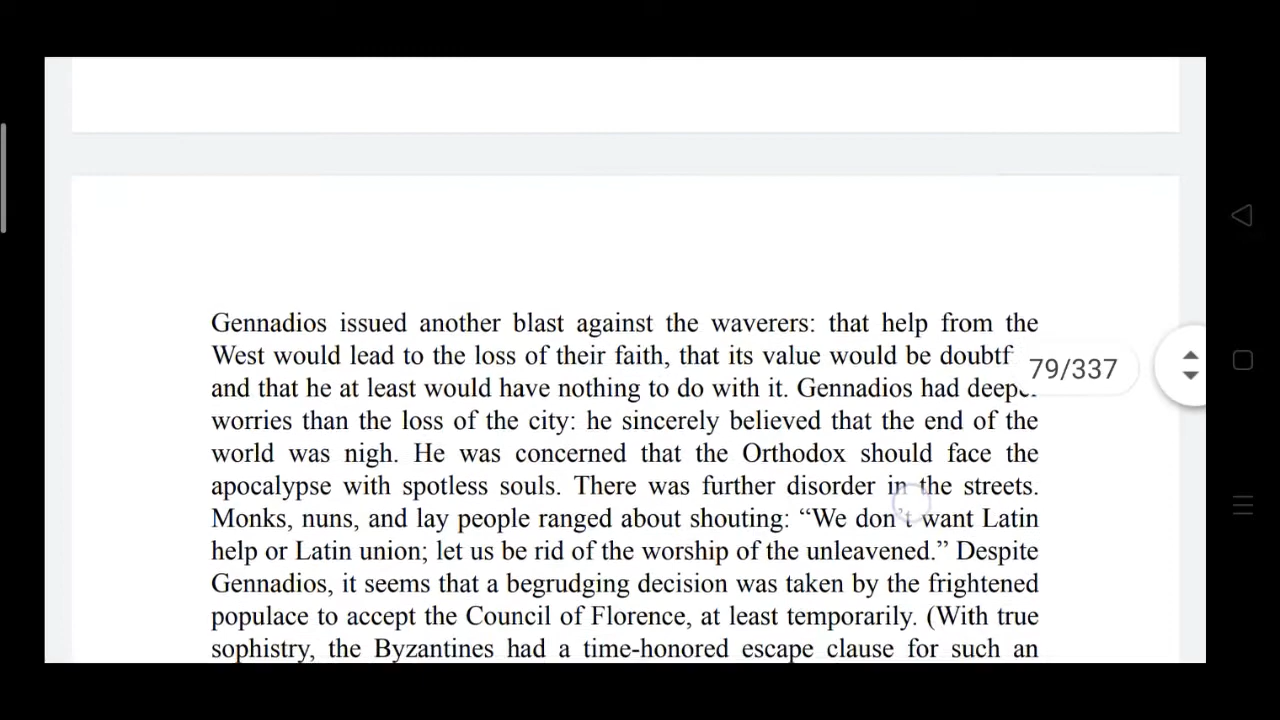 Gennadios issued another blast against the waverers: that help from the
West would lead to the loss of their faith, that its value would be doubtf
and that he at least would have nothing to do with it. Gennadios had deeper
worries than the loss of the city: he sincerely believed that the end of the
world was nigh. He was concerned that the Orthodox should face the
apocalypse with spotless souls. There was further disorder in the streets.
Monks, nuns, and lay people ranged about shouting: “We don’t want Latin
help or Latin union; let us be rid of the worship of the unleavened.” Despite
Gennadios, it seems that a begrudging decision was taken by the frightened
populace to accept the Council of Florence, at least temporarily. (With true
sophistry, the Byzantines had a time-honored escape clause for such an
79/337